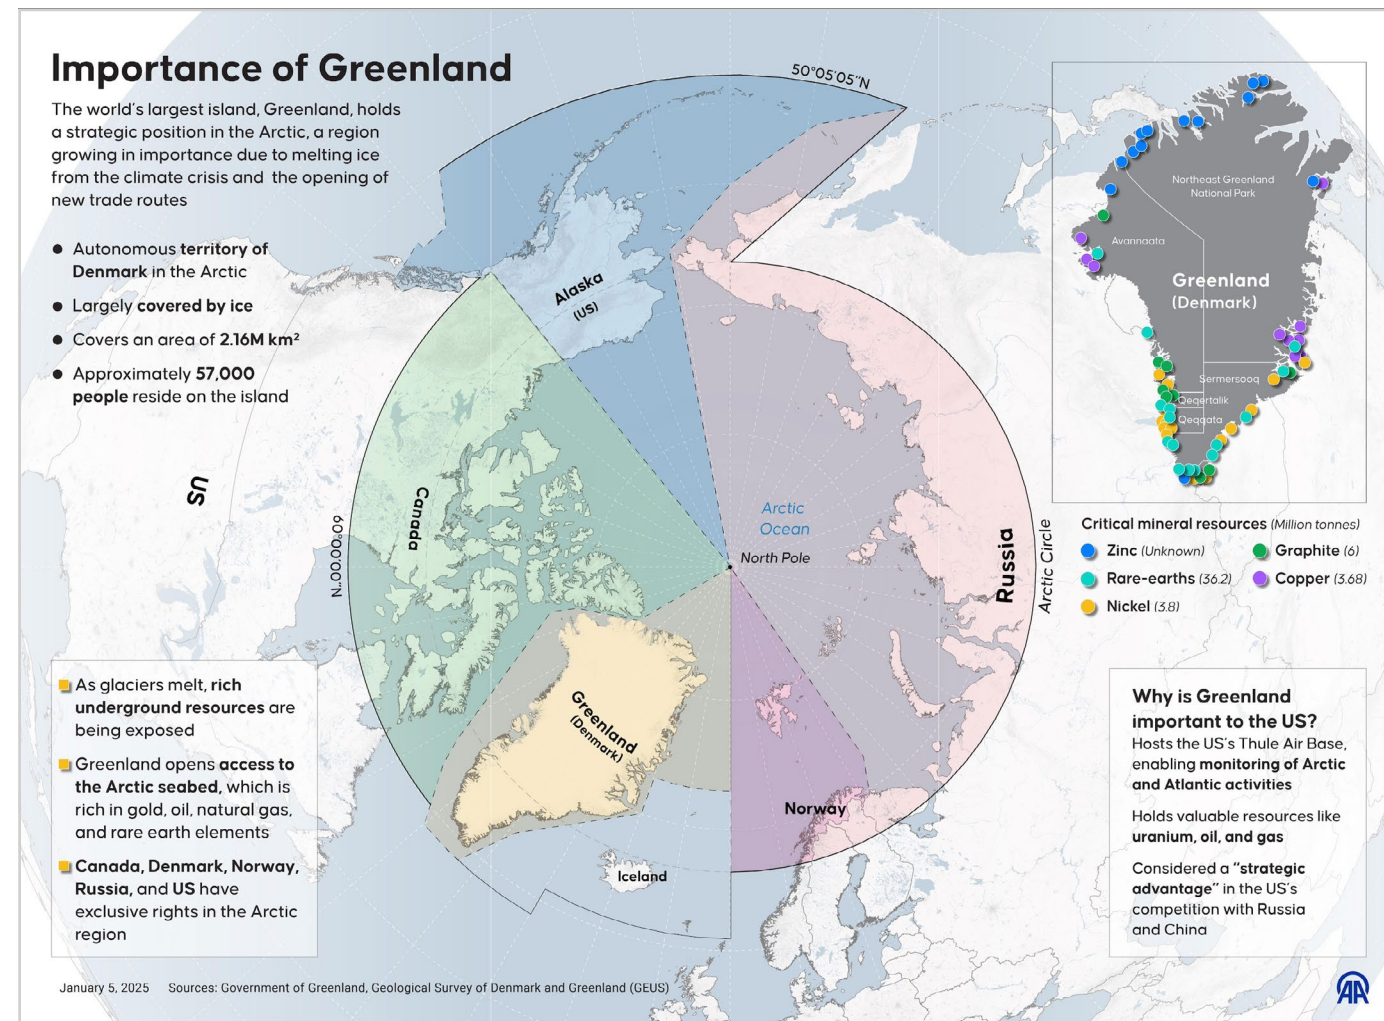 Importance of Greenland
The world's largest island, Greenland, holds
a strategic position in the Arctic, a region
growing in importance due to melting ice
from the climate crisis and the opening of
new trade routes
● Autonomous territory of
Denmark in the Arctic
● Largely covered by ice
● Covers an area of 2.16M km²
● Approximately 57,000
people reside on the island
50°05'05"N
Alaska
(US)
US
Canada
60°00'00"N
Arctic
Ocean
North Pole
Russia
Arctic Circle
Greenland
(Denmark)
Norway
Iceland
Northeast Greenland
National Park
Avannaata
Greenland
(Denmark)
Sermersooq
Qeqertalik
Qeqqata
Critical mineral resources (Million tonnes)
Zinc (Unknown)
Graphite (6)
Rare-earths (36.2)
Copper (3.68)
Nickel (3.8)
As glaciers melt, rich
underground resources are
being exposed
Greenland opens access to
the Arctic seabed, which is
rich in gold, oil, natural gas,
and rare earth elements
Canada, Denmark, Norway,
Russia, and US have
exclusive rights in the Arctic
region
Why is Greenland
important to the US?
Hosts the US's Thule Air Base,
enabling monitoring of Arctic
and Atlantic activities
Holds valuable resources like
uranium, oil, and gas
Considered a "strategic
advantage" in the US's
competition with Russia
and China
January 5, 2025 Sources: Government of Greenland, Geological Survey of Denmark and Greenland (GEUS)
AA